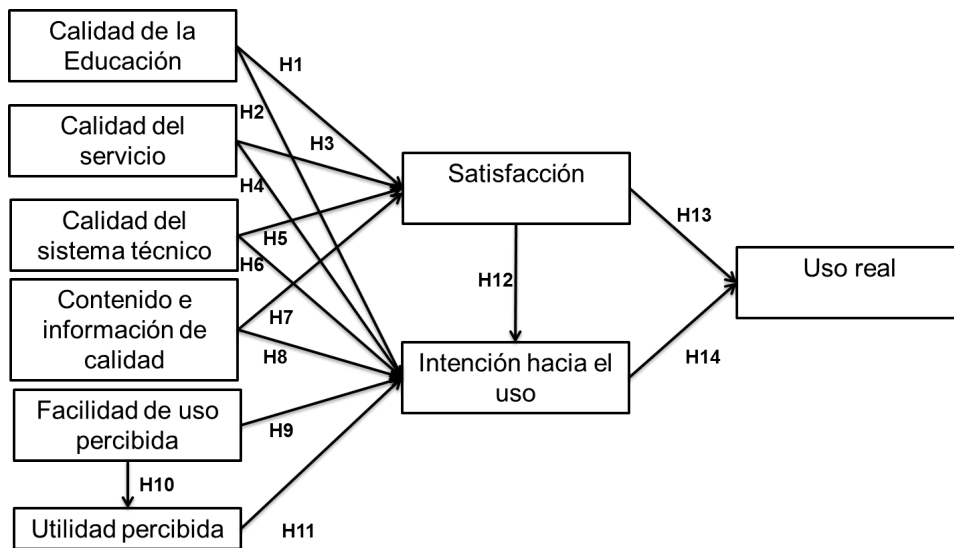 Calidad de la
Educación
H1
H2
Calidad del
servicio
H3
H4
Satisfacción
Calidad del
sistema técnico
H5
H6
H13
Uso real
H12
Contenido e
información de
calidad
H7
H8
Intención hacia el
uso
H14
Facilidad de uso
percibida
H9
H10
Utilidad percibida
H11